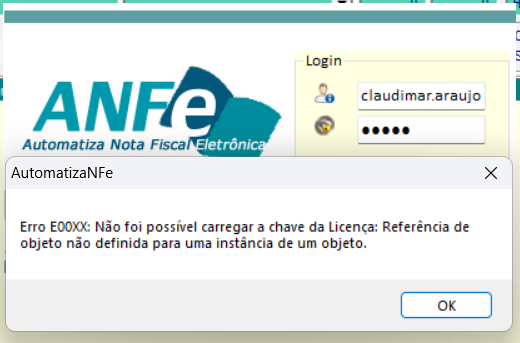 Login
ANFe
Automatiza Nota Fiscal Eletrônica
claudimar.araujo
●●●●●
AutomatizaNFe
Erro E00XX: Não foi possível carregar a chave da Licença: Referência de
objeto não definida para uma instância de um objeto.
OK